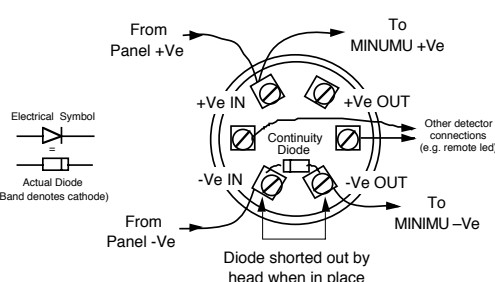 From
Panel +Ve
To
MINUMU +Ve
+Ve IN
+Ve OUT
Electrical Symbol
=
Actual Diode
(Band denotes cathode)
Continuity
Diode
Other detector
connections
(e.g. remote led)
-Ve IN
-Ve OUT
From
Panel -Ve
To
MINIMU –Ve
Diode shorted out by
head when in place